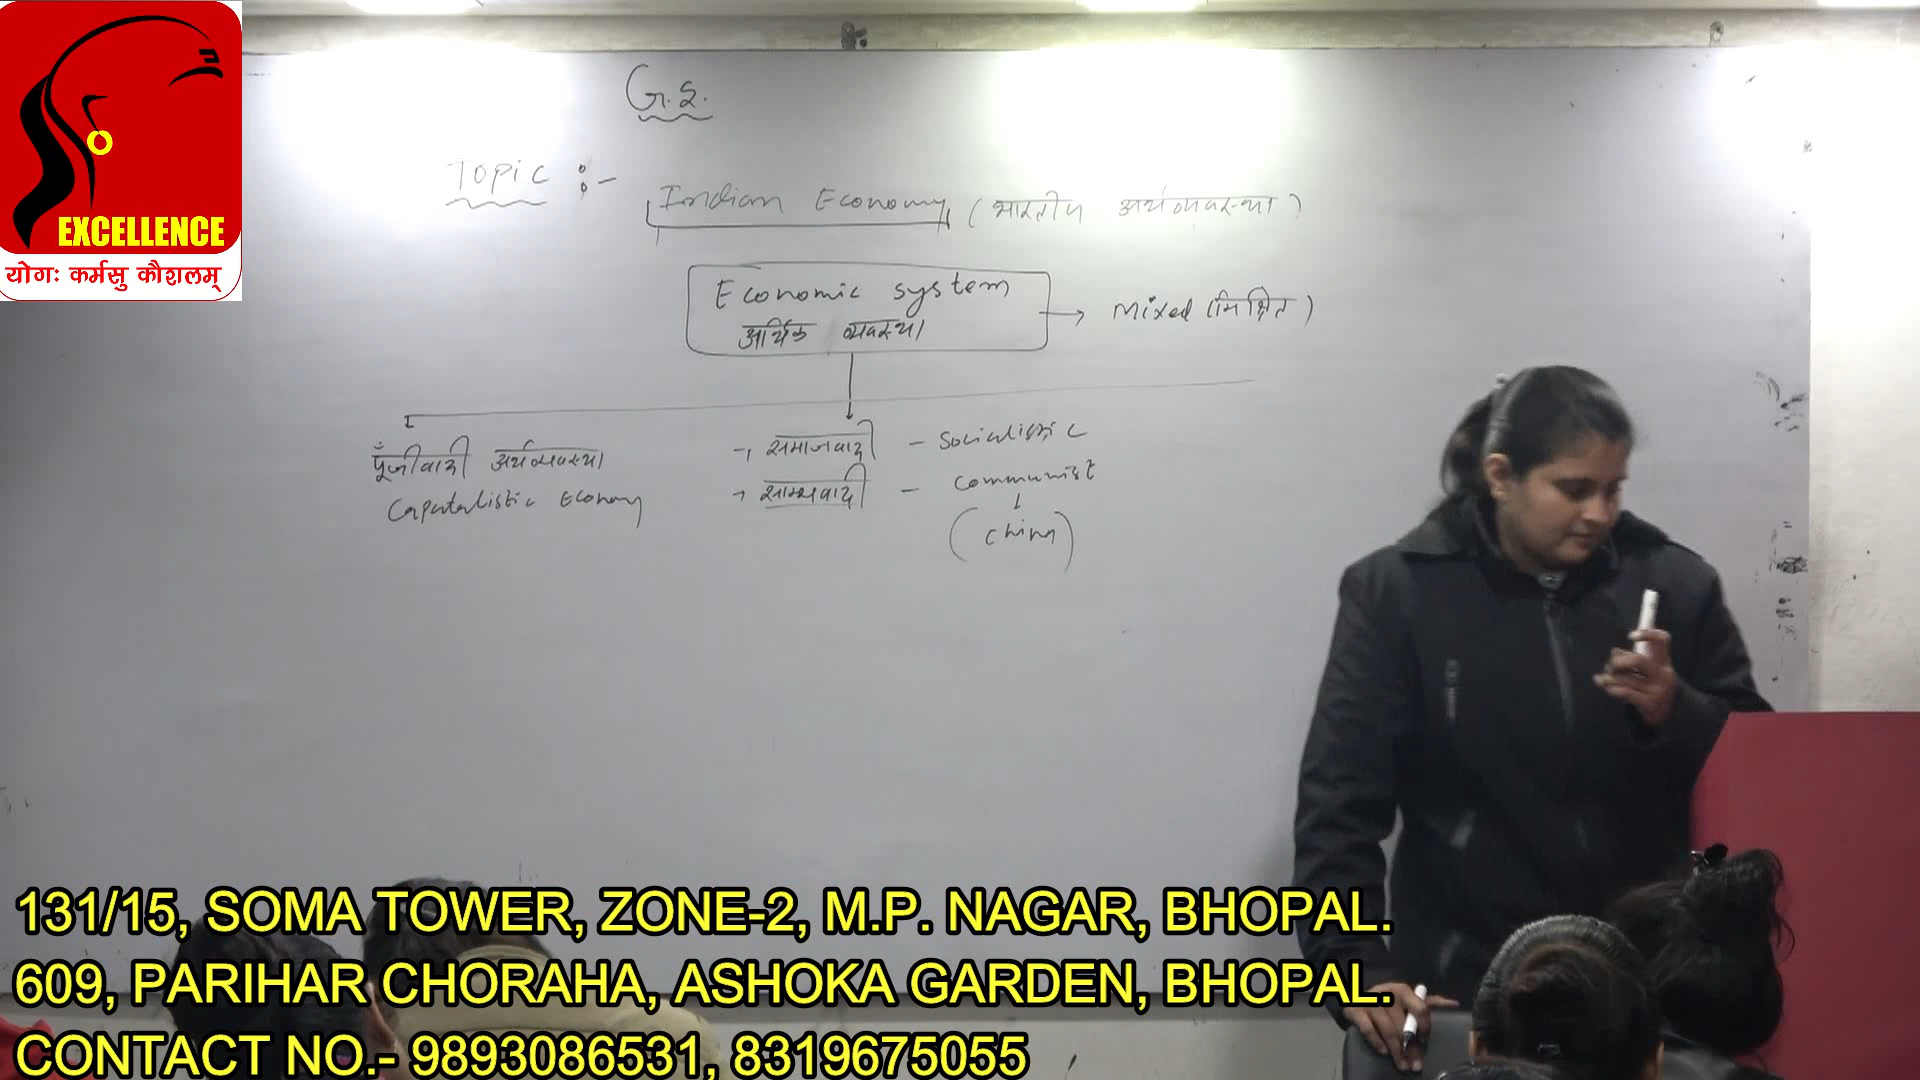 EXCELLENCE
योगः कर्मसु कौशलम्
G.S.
Topic :-
Indian Economy (भारतीय अर्थव्यवस्था)
Economic system
आर्थिक व्यवस्था
→ Mixed (मिश्रित)
पूँजीवादी अर्थव्यवस्था
Capatalistic Economy
→ समाजवादी - Socialistic
→ साम्यवादी - Communist
(China)
131/15, SOMA TOWER, ZONE-2, M.P. NAGAR, BHOPAL.
609, PARIHAR CHORAHA, ASHOKA GARDEN, BHOPAL.
CONTACT NO.- 9893086531, 8319675055